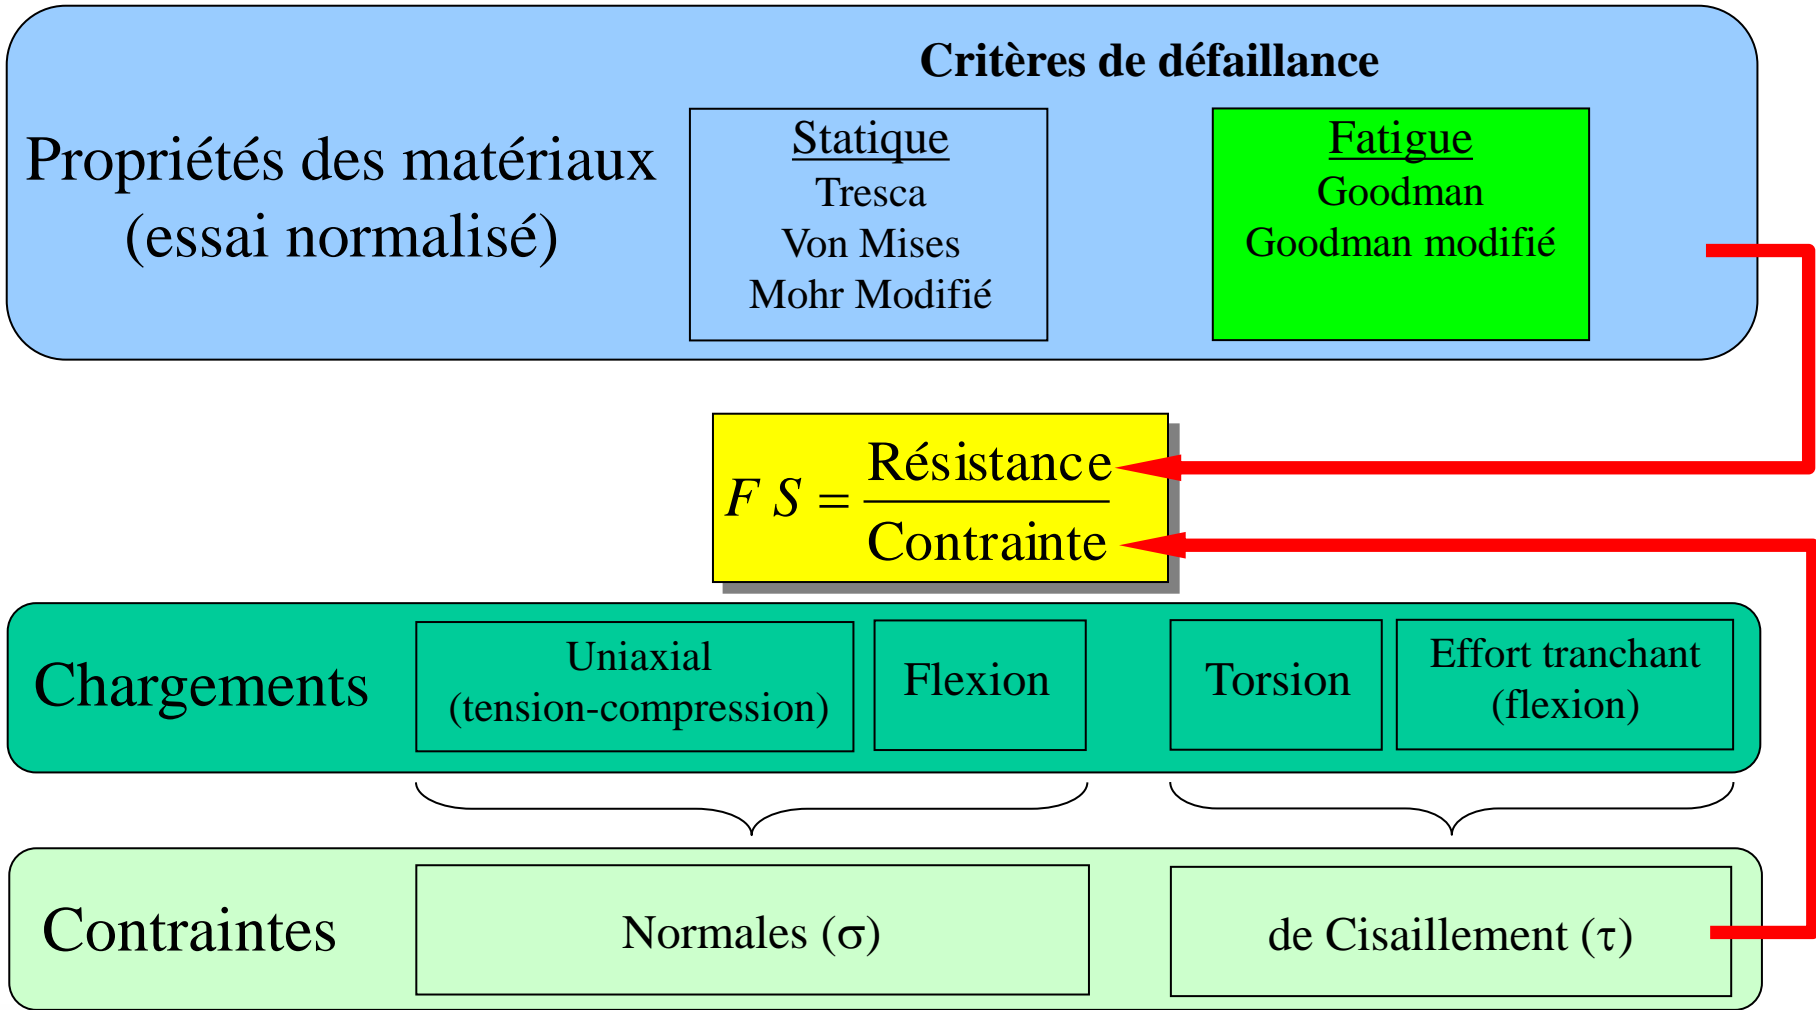 Critères de défaillance
Propriétés des matériaux
(essai normalisé)
Statique
Tresca
Von Mises
Mohr Modifié
Fatigue
Goodman
Goodman modifié
F S = Résistance
Contrainte
Chargements
Uniaxial
(tension-compression)
Flexion
Torsion
Effort tranchant
(flexion)
Contraintes
Normales (σ)
de Cisaillement (τ)